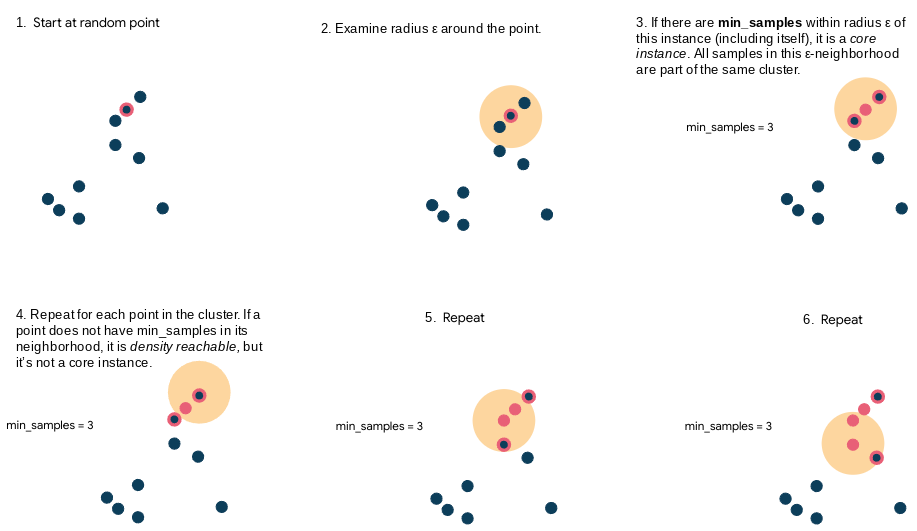 1. Start at random point
2. Examine radius ε around the point.
3. If there are min_samples within radius ε of
this instance (including itself), it is a core
instance. All samples in this ε-neighborhood
are part of the same cluster.
min_samples = 3
4. Repeat for each point in the cluster. If a
point does not have min_samples in its
neighborhood, it is density reachable, but
it's not a core instance.
min_samples = 3
5. Repeat
min_samples = 3
6. Repeat
min_samples = 3